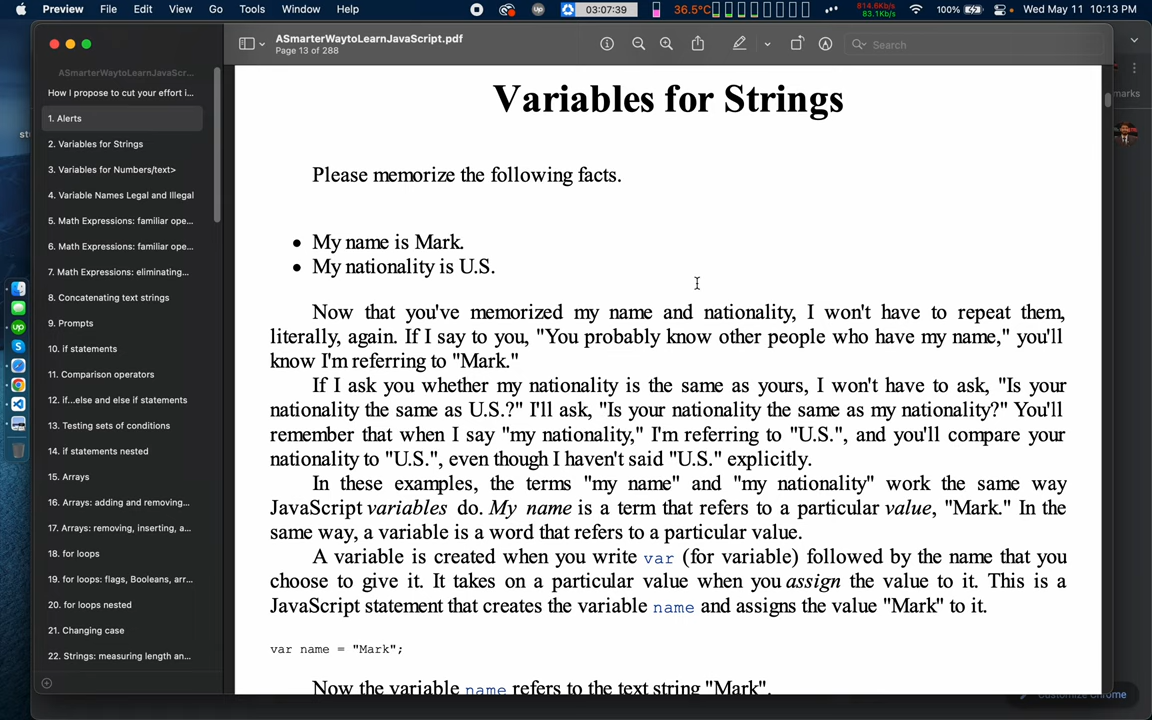 Preview File Edit View Go Tools Window Help
03:07:39 36.5°C 614.6Kb/s 83.1Kb/s 100% Wed May 11 10:13 PM
ASmarterWaytoLearnJavaScript.pdf
Page 13 of 288
Search
ASmarterWaytoLearnJavaScr...
How I propose to cut your effort i...
1. Alerts
2. Variables for Strings
3. Variables for Numbers/text>
4. Variable Names Legal and Illegal
5. Math Expressions: familiar ope...
6. Math Expressions: familiar ope...
7. Math Expressions: eliminating...
8. Concatenating text strings
9. Prompts
10. if statements
11. Comparison operators
12. if...else and else if statements
13. Testing sets of conditions
14. if statements nested
15. Arrays
16. Arrays: adding and removing...
17. Arrays: removing, inserting, a...
18. for loops
19. for loops: flags, Booleans, arr...
20. for loops nested
21. Changing case
22. Strings: measuring length an...
Variables for Strings
Please memorize the following facts.
• My name is Mark.
• My nationality is U.S.
Now that you've memorized my name and nationality, I won't have to repeat them,
literally, again. If I say to you, "You probably know other people who have my name," you'll
know I'm referring to "Mark."
If I ask you whether my nationality is the same as yours, I won't have to ask, "Is your
nationality the same as U.S.?" I'll ask, "Is your nationality the same as my nationality?" You'll
remember that when I say "my nationality," I'm referring to "U.S.", and you'll compare your
nationality to "U.S.", even though I haven't said "U.S." explicitly.
In these examples, the terms "my name" and "my nationality" work the same way
JavaScript variables do. My name is a term that refers to a particular value, "Mark." In the
same way, a variable is a word that refers to a particular value.
A variable is created when you write var (for variable) followed by the name that you
choose to give it. It takes on a particular value when you assign the value to it. This is a
JavaScript statement that creates the variable name and assigns the value "Mark" to it.
var name = "Mark";
Now the variable name refers to the text string "Mark".
marks
Customize Chrome